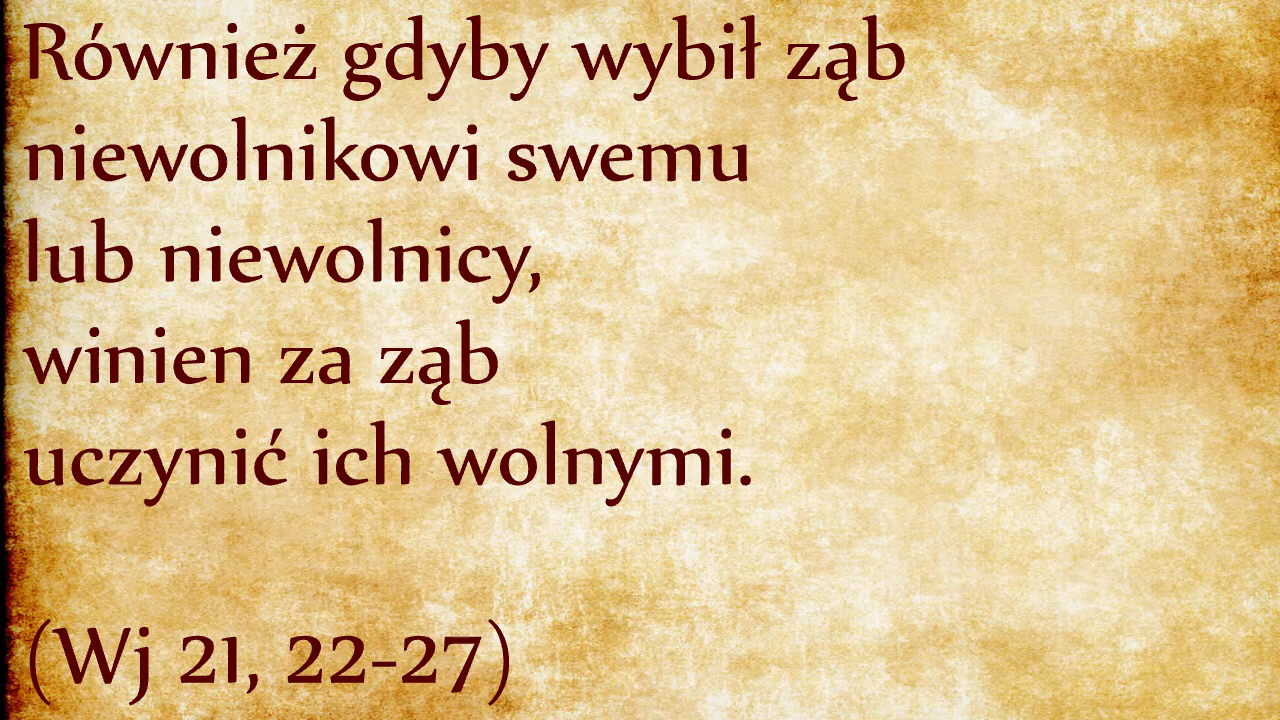 Również gdyby wybił ząb
niewolnikowi swemu
lub niewolnicy,
winien za ząb
uczynić ich wolnymi.
(Wj 21, 22-27)